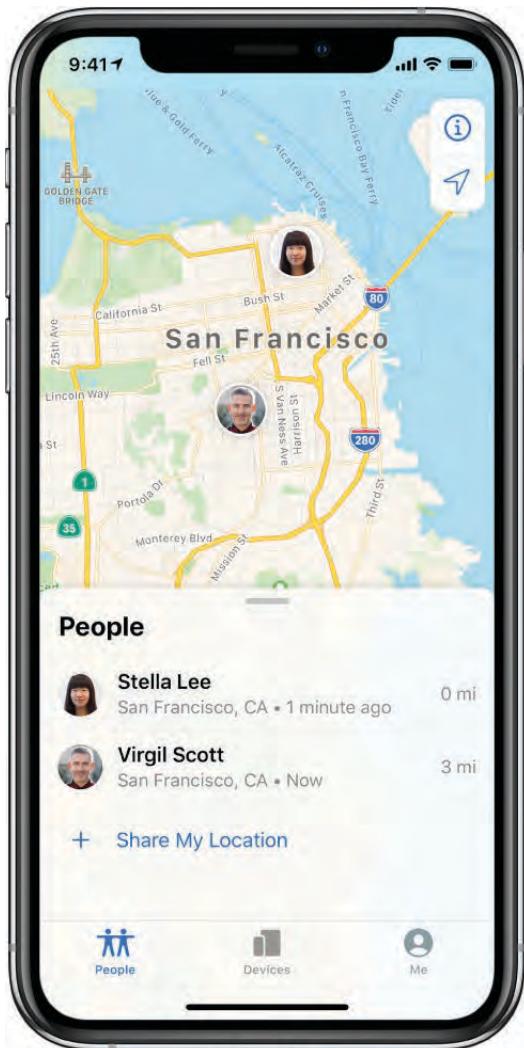 9:41
Blue & Gold Ferry
Alcatraz Cruises
San Francisco Bay Ferry
GOLDEN GATE
BRIDGE
California St
Bush St
Market St
80
25th Ave
San Francisco
Fell St
Lincoln Way
S Van Ness Ave
Harrison St
280
St
1
Portola Dr
Third St
35
Monterey Blvd
Mission St
People
Stella Lee
San Francisco, CA • 1 minute ago
0 mi
Virgil Scott
San Francisco, CA • Now
3 mi
+ Share My Location
People
Devices
Me